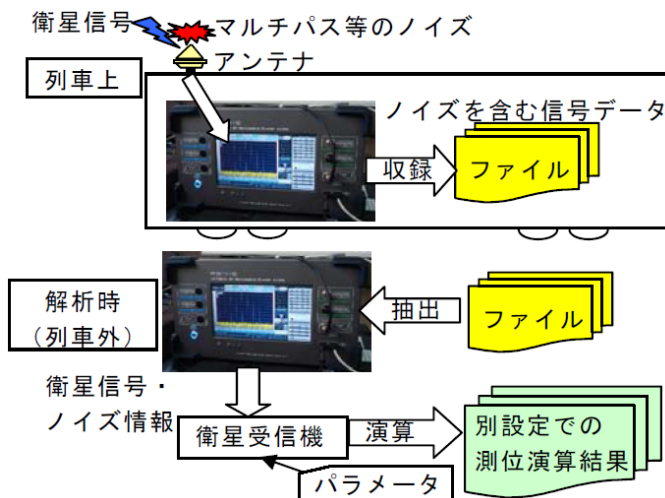 衛星信号
マルチパス等のノイズ
アンテナ
列車上
ノイズを含む信号データ
収録
ファイル
解析時
（列車外）
抽出
ファイル
衛星信号・
ノイズ情報
衛星受信機
演算
別設定での
測位演算結果
パラメータ